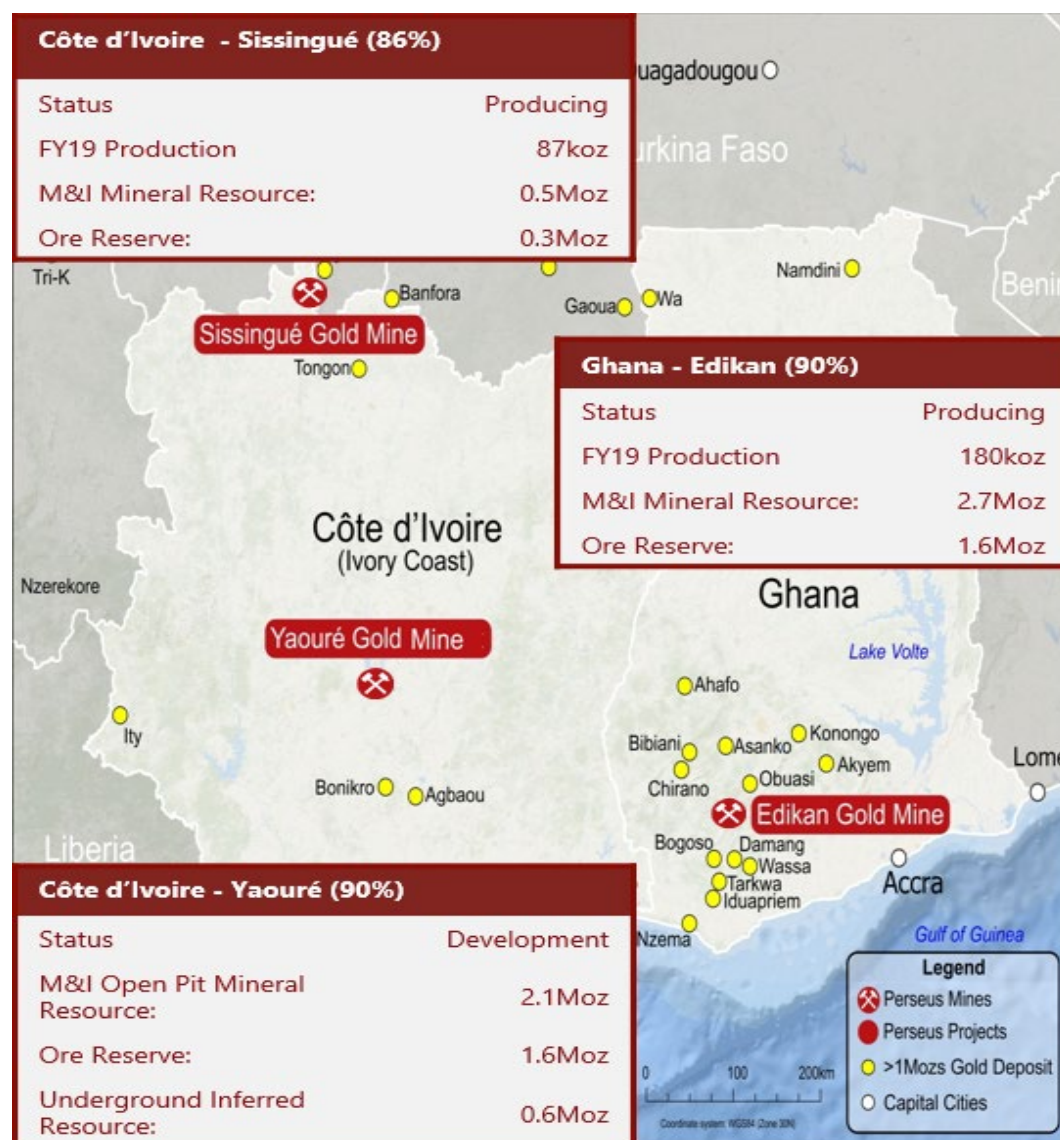 Côte d'Ivoire - Sissingué (86%)
Status Producing
FY19 Production 87koz
M&I Mineral Resource: 0.5Moz
Ore Reserve: 0.3Moz
Faso
Tri-K
Banfora
Gaoua
Wa
Namdini
Sissingué Gold Mine
Tongon
Ghana - Edikan (90%)
Status Producing
FY19 Production 180koz
M&I Mineral Resource: 2.7Moz
Ore Reserve: 1.6Moz
Côte d'Ivoire
(Ivory Coast)
Nzerekore
Ghana
Yaouré Gold Mine
Lake Volte
Ahafo
Ity
Bibiani
Asanko
Konongo
Akyem
Chirano
Obuasi
Bonikro
Agbaou
Edikan Gold Mine
Liberia
Bogoso
Damang
Wassa
Tarkwa
Iduapriem
Accra
Nzema
Gulf of Guinea
Côte d'Ivoire - Yaouré (90%)
Status Development
M&I Open Pit Mineral
Resource: 2.1Moz
Ore Reserve: 1.6Moz
Underground Inferred
Resource: 0.6Moz
0 100 200km
Coordinate system: WGS84 (Zone 30N)
Legend
Perseus Mines
Perseus Projects
>1Mozs Gold Deposit
Capital Cities